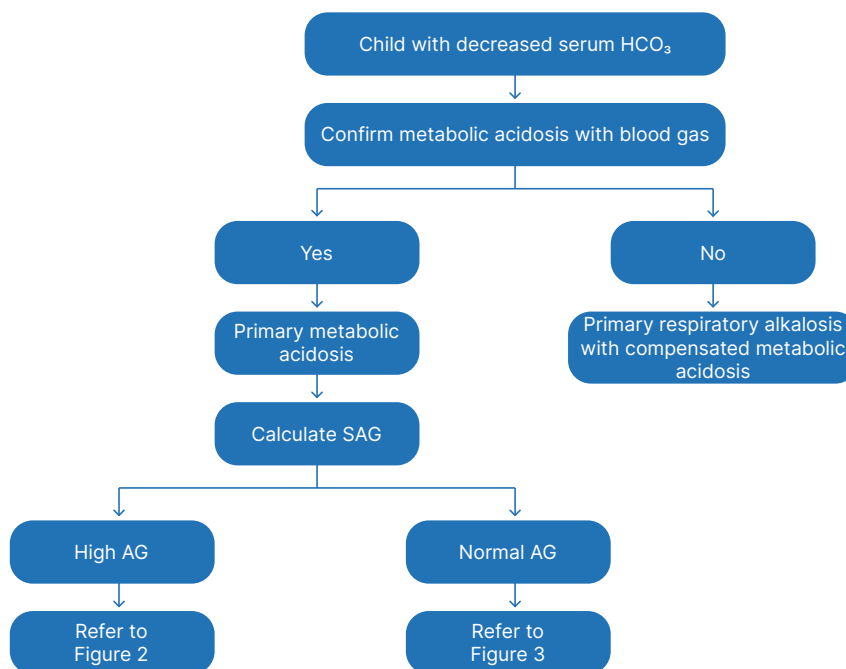 Child with decreased serum HCO₃
Confirm metabolic acidosis with blood gas
Yes
No
Primary metabolic
acidosis
Primary respiratory alkalosis
with compensated metabolic
acidosis
Calculate SAG
High AG
Normal AG
Refer to
Figure 2
Refer to
Figure 3